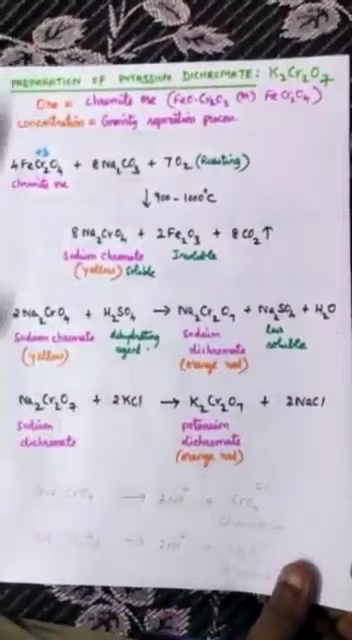 PREPARATION OF POTASSIUM DICHROMATE: K₂Cr₂O₇
Ore = chromite ore (FeO.Cr₂O₃ (or) FeCr₂O₄)
concentration = Gravity separation process.
+3
4FeCr₂O₄ + 8Na₂CO₃ + 7O₂ (Roasting)
chromite ore
↓ 900-1000°C
8Na₂CrO₄ + 2Fe₂O₃ + 8CO₂↑
Sodium chromate Insoluble
(yellow) Soluble
2Na₂CrO₄ + H₂SO₄ → Na₂Cr₂O₇ + Na₂SO₄ + H₂O
Sodium chromate dehydrating Sodium less
(yellow) agent. dichromate soluble
(orange red)
Na₂Cr₂O₇ + 2KCl → K₂Cr₂O₇ + 2NaCl
Sodium potassium
dichromate dichromate
(orange red)